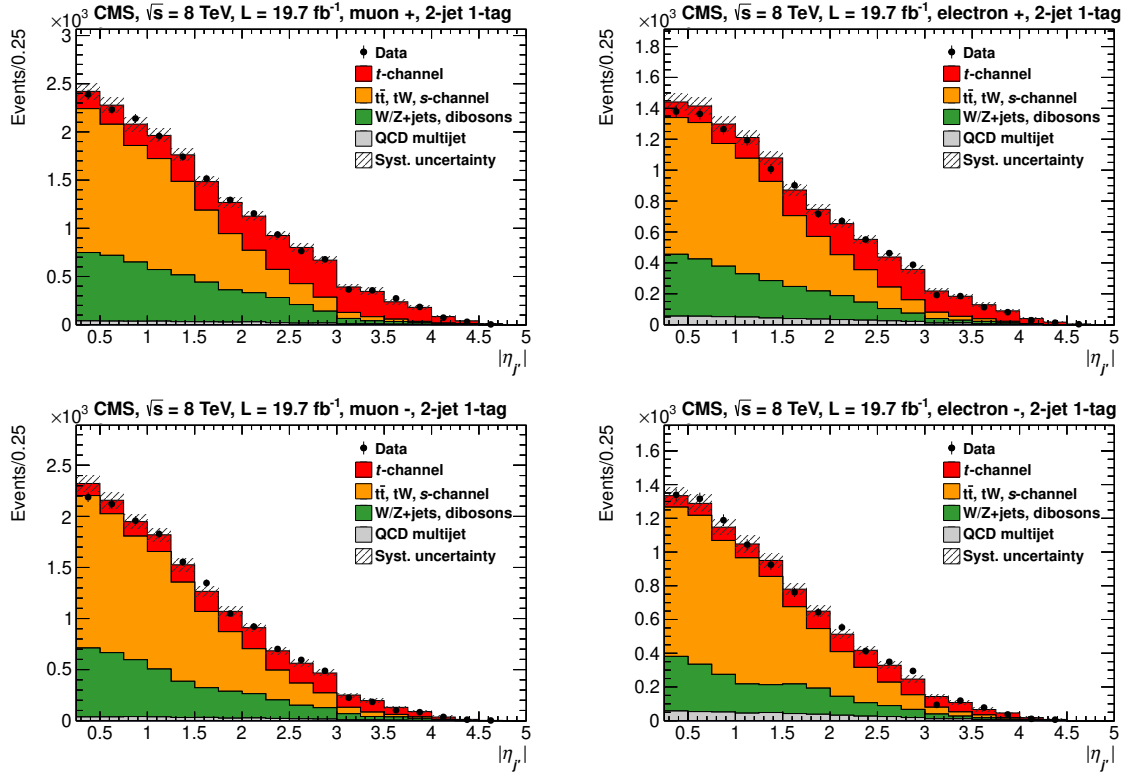 CMS, √s = 8 TeV, L = 19.7 fb⁻¹, muon +, 2-jet 1-tag
×10³
Events/0.25
3
2.5
2
1.5
1
0.5
0
Data
t-channel
tt̄, tW, s-channel
W/Z+jets, dibosons
QCD multijet
Syst. uncertainty
0.5 1 1.5 2 2.5 3 3.5 4 4.5 5
|η_j'|
CMS, √s = 8 TeV, L = 19.7 fb⁻¹, electron +, 2-jet 1-tag
×10³
Events/0.25
1.8
1.6
1.4
1.2
1
0.8
0.6
0.4
0.2
0
Data
t-channel
tt̄, tW, s-channel
W/Z+jets, dibosons
QCD multijet
Syst. uncertainty
0.5 1 1.5 2 2.5 3 3.5 4 4.5 5
|η_j'|
CMS, √s = 8 TeV, L = 19.7 fb⁻¹, muon -, 2-jet 1-tag
×10³
Events/0.25
2.5
2
1.5
1
0.5
0
Data
t-channel
tt̄, tW, s-channel
W/Z+jets, dibosons
QCD multijet
Syst. uncertainty
0.5 1 1.5 2 2.5 3 3.5 4 4.5 5
|η_j'|
CMS, √s = 8 TeV, L = 19.7 fb⁻¹, electron -, 2-jet 1-tag
×10³
Events/0.25
1.6
1.4
1.2
1
0.8
0.6
0.4
0.2
0
Data
t-channel
tt̄, tW, s-channel
W/Z+jets, dibosons
QCD multijet
Syst. uncertainty
0.5 1 1.5 2 2.5 3 3.5 4 4.5 5
|η_j'|